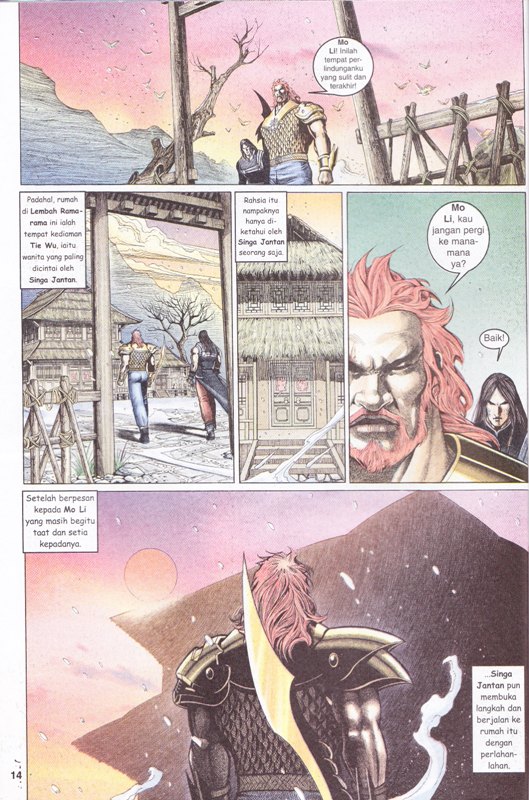 Mo
Li! Inilah
tempat per-
lindunganku
yang sulit dan
terakhir!
Padahal, rumah
di Lembah Rama-
rama ini ialah
tempat kediaman
Tie Wu, iaitu
wanita yang paling
dicintai oleh
Singa Jantan.
Rahsia itu
nampaknya
hanya di-
ketahui oleh
Singa Jantan
seorang saja.
Mo
Li, kau
jangan pergi
ke mana-
mana
ya?
Baik!
Setelah berpesan
kepada Mo Li
yang masih begitu
taat dan setia
kepadanya.
...Singa
Jantan pun
membuka
langkah dan
berjalan ke
rumah itu
dengan
perlahan-
lahan.
14